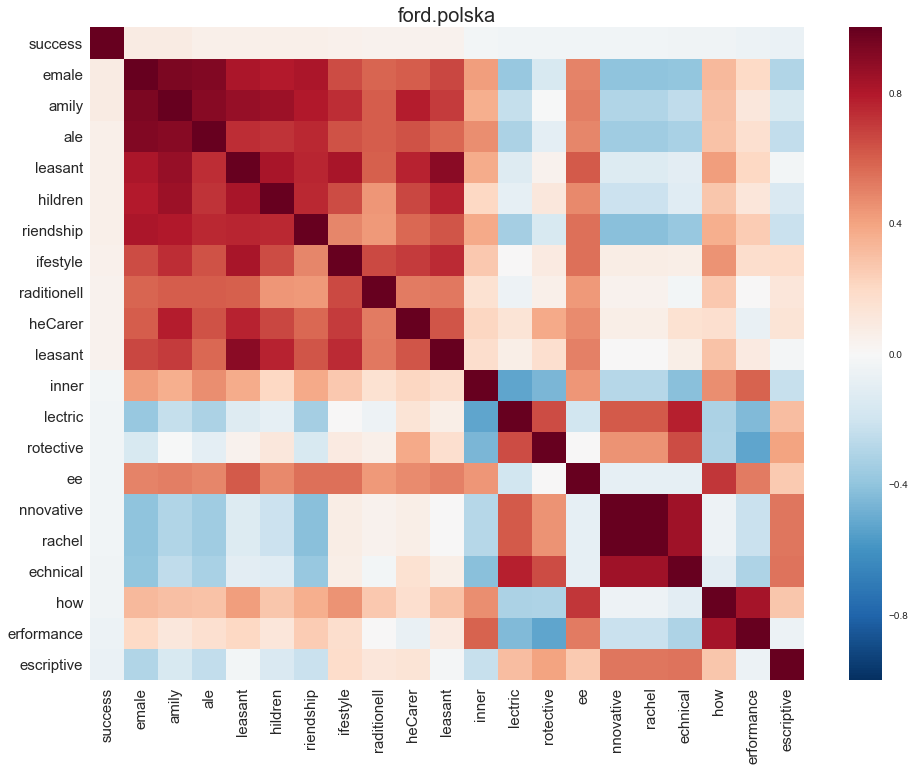 ford.polska
success
emale
amily
ale
leasant
hildren
riendship
ifestyle
raditionell
heCarer
leasant
inner
lectric
rotective
ee
nnovative
rachel
echnical
how
erformance
escriptive
success
emale
amily
ale
leasant
hildren
riendship
ifestyle
raditionell
heCarer
leasant
inner
lectric
rotective
ee
nnovative
rachel
echnical
how
erformance
escriptive
0.8
0.4
0.0
−0.4
−0.8